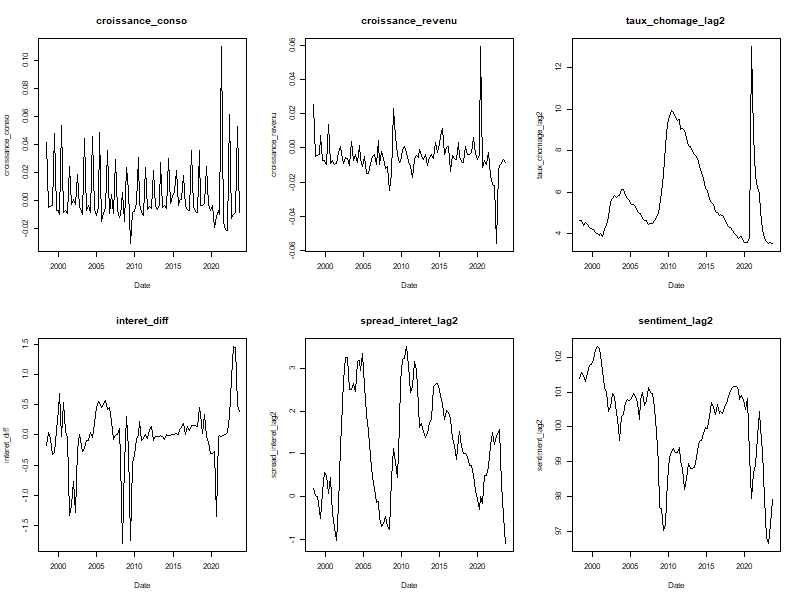 croissance_conso
croissance_conso
0.10
0.08
0.06
0.04
0.02
0.00
-0.02
2000 2005 2010 2015 2020
Date
croissance_revenu
croissance_revenu
0.06
0.04
0.02
0.00
-0.02
-0.04
-0.06
2000 2005 2010 2015 2020
Date
taux_chomage_lag2
taux_chomage_lag2
12
10
8
6
4
2000 2005 2010 2015 2020
Date
interet_diff
interet_diff
1.5
1.0
0.5
0.0
-0.5
-1.0
-1.5
2000 2005 2010 2015 2020
Date
spread_interet_lag2
spread_interet_lag2
3
2
1
0
-1
2000 2005 2010 2015 2020
Date
sentiment_lag2
sentiment_lag2
102
101
100
99
98
97
2000 2005 2010 2015 2020
Date